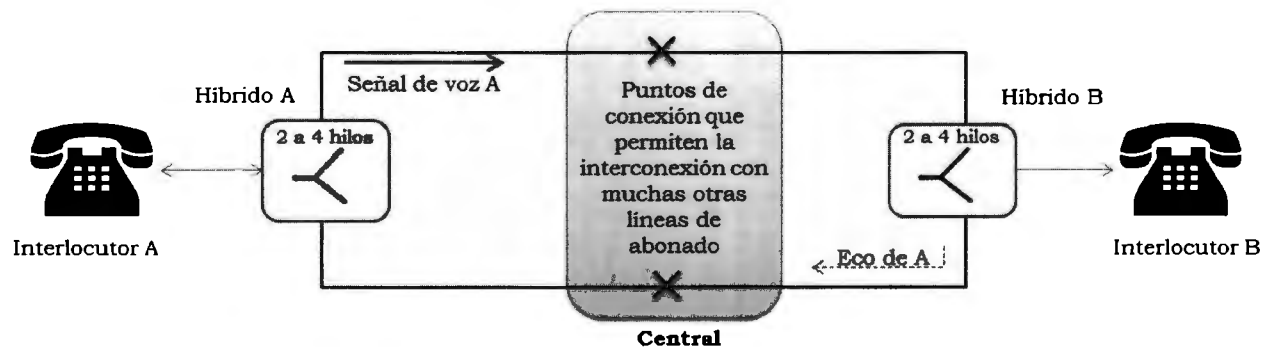 Señal de voz A
Híbrido A
Híbrido B
2 a 4 hilos
2 a 4 hilos
Puntos de
conexión que
permiten la
interconexión con
muchas otras
líneas de
abonado
Interlocutor A
Interlocutor B
Eco de A
Central